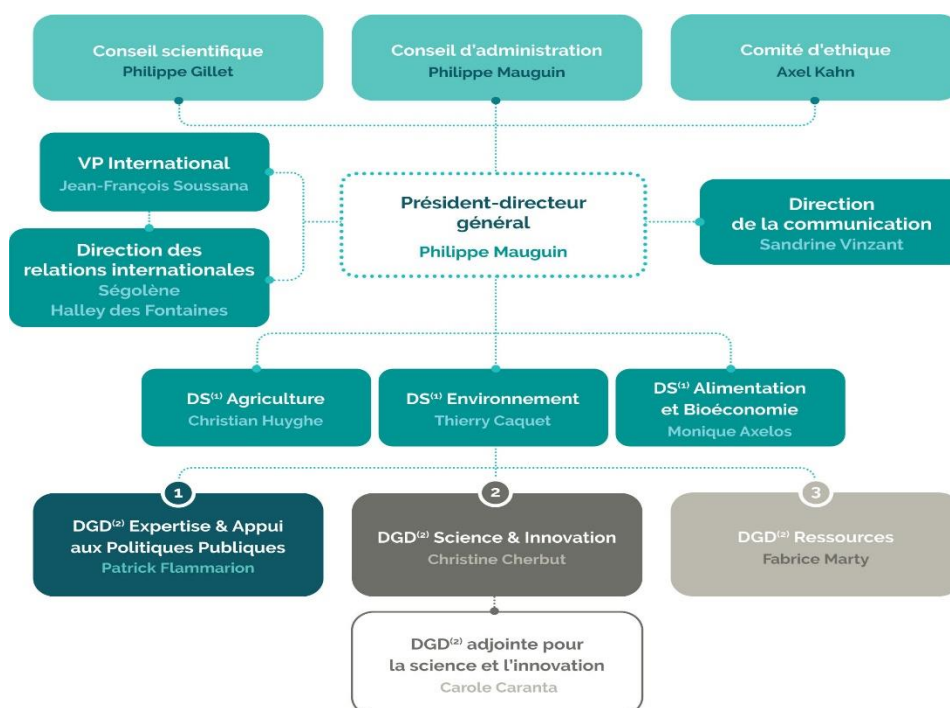 Conseil scientifique
Philippe Gillet
Conseil d'administration
Philippe Mauguin
Comité d'ethique
Axel Kahn
VP International
Jean-François Soussana
Direction des
relations internationales
Ségolène
Halley des Fontaines
Président-directeur
général
Philippe Mauguin
Direction
de la communication
Sandrine Vinzant
DS⁽¹⁾ Agriculture
Christian Huyghe
DS⁽¹⁾ Environnement
Thierry Caquet
DS⁽¹⁾ Alimentation
et Bioéconomie
Monique Axelos
1
DGD⁽²⁾ Expertise & Appui
aux Politiques Publiques
Patrick Flammarion
2
DGD⁽²⁾ Science & Innovation
Christine Cherbut
3
DGD⁽²⁾ Ressources
Fabrice Marty
DGD⁽²⁾ adjointe pour
la science et l'innovation
Carole Caranta